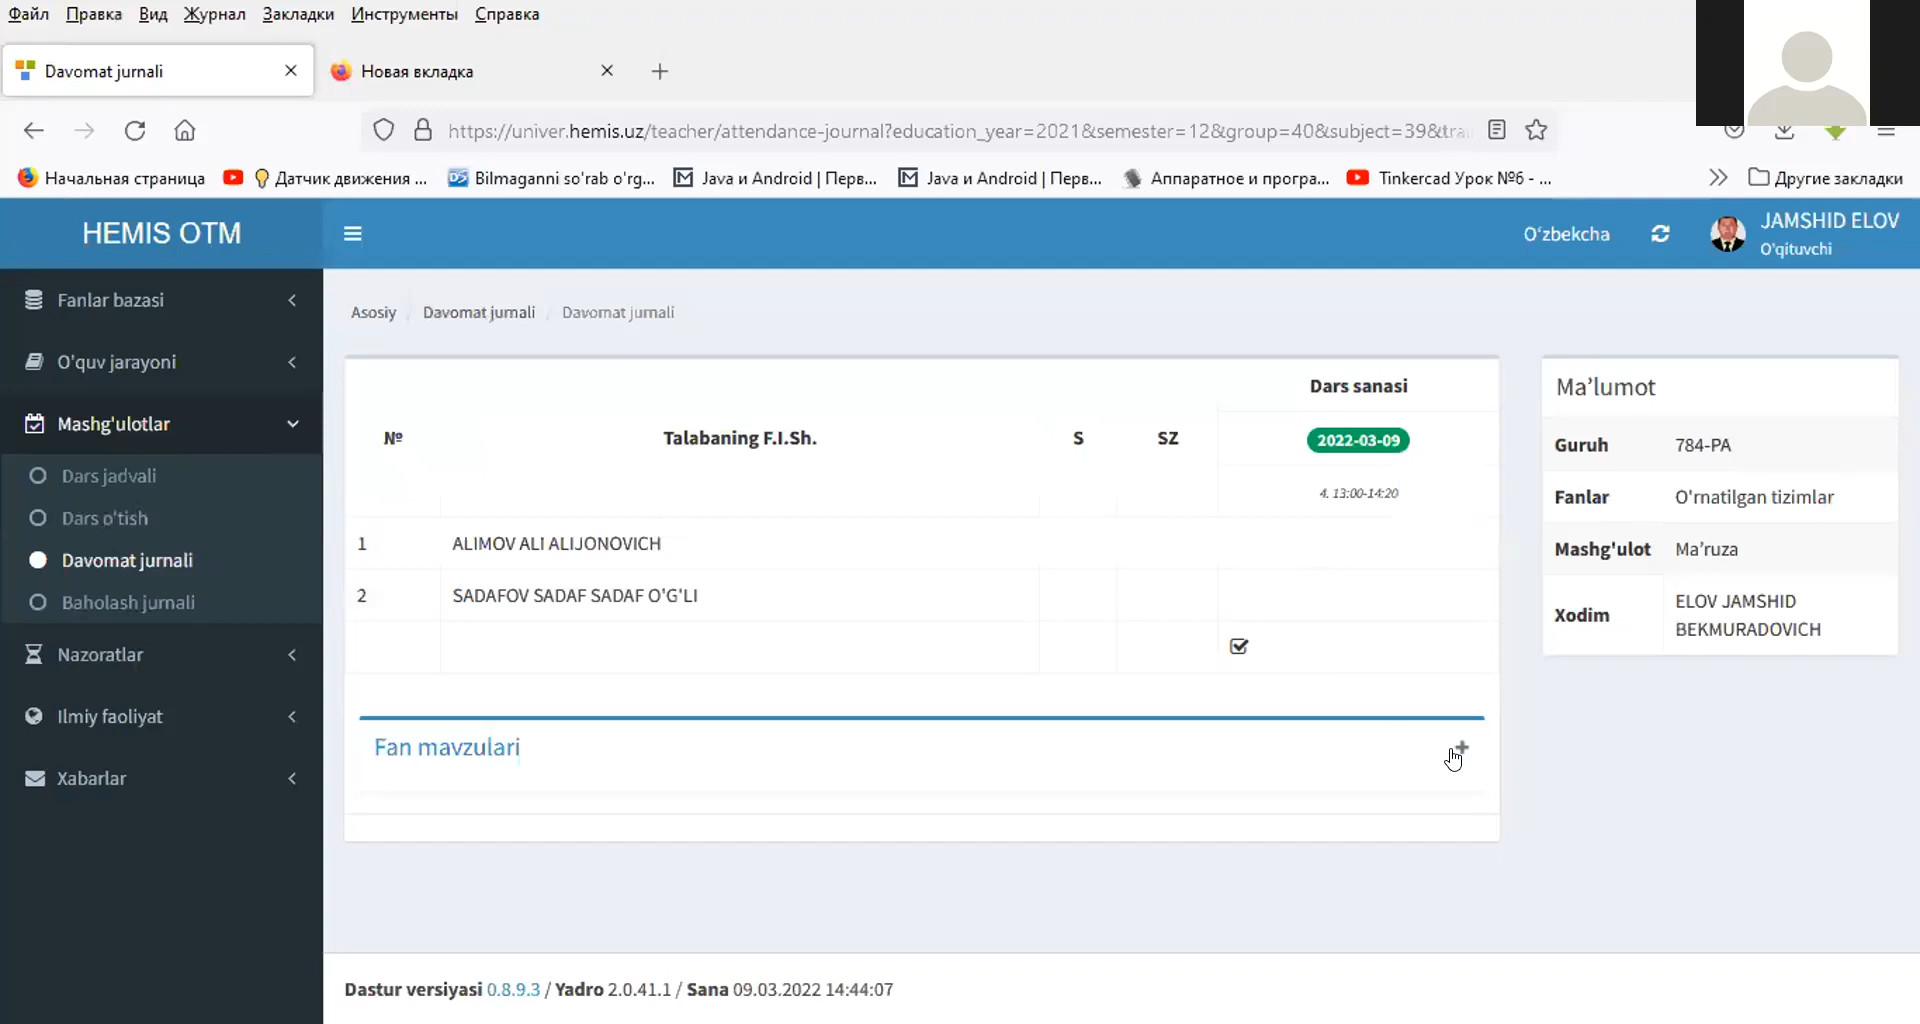 Файл Правка Вид Журнал Закладки Инструменты Справка
Davomat jurnali
Новая вкладка
https://univer.hemis.uz/teacher/attendance-journal?education_year=2021&semester=12&group=40&subject=39&tra
Начальная страница
Датчик движения ...
Bilmaganni so'rab o'rg...
Java и Android | Перв...
Java и Android | Перв...
Аппаратное и програ...
Tinkercad Урок №6 - ...
Другие закладки
HEMIS OTM
O'zbekcha
JAMSHID ELOV
O'qituvchi
Fanlar bazasi
O'quv jarayoni
Mashg'ulotlar
Dars jadvali
Dars o'tish
Davomat jurnali
Baholash jurnali
Nazoratlar
Ilmiy faoliyat
Xabarlar
Asosiy / Davomat jurnali / Davomat jurnali
№ Talabaning F.I.Sh. S SZ Dars sanasi
2022-03-09
4. 13:00-14:20
1 ALIMOV ALI ALIJONOVICH
2 SADAFOV SADAF SADAF O'G'LI
Fan mavzulari
Ma’lumot
Guruh 784-PA
Fanlar O'rnatilgan tizimlar
Mashg'ulot Ma’ruza
Xodim ELOV JAMSHID
BEKMURADOVICH
Dastur versiyasi 0.8.9.3 / Yadro 2.0.41.1 / Sana 09.03.2022 14:44:07